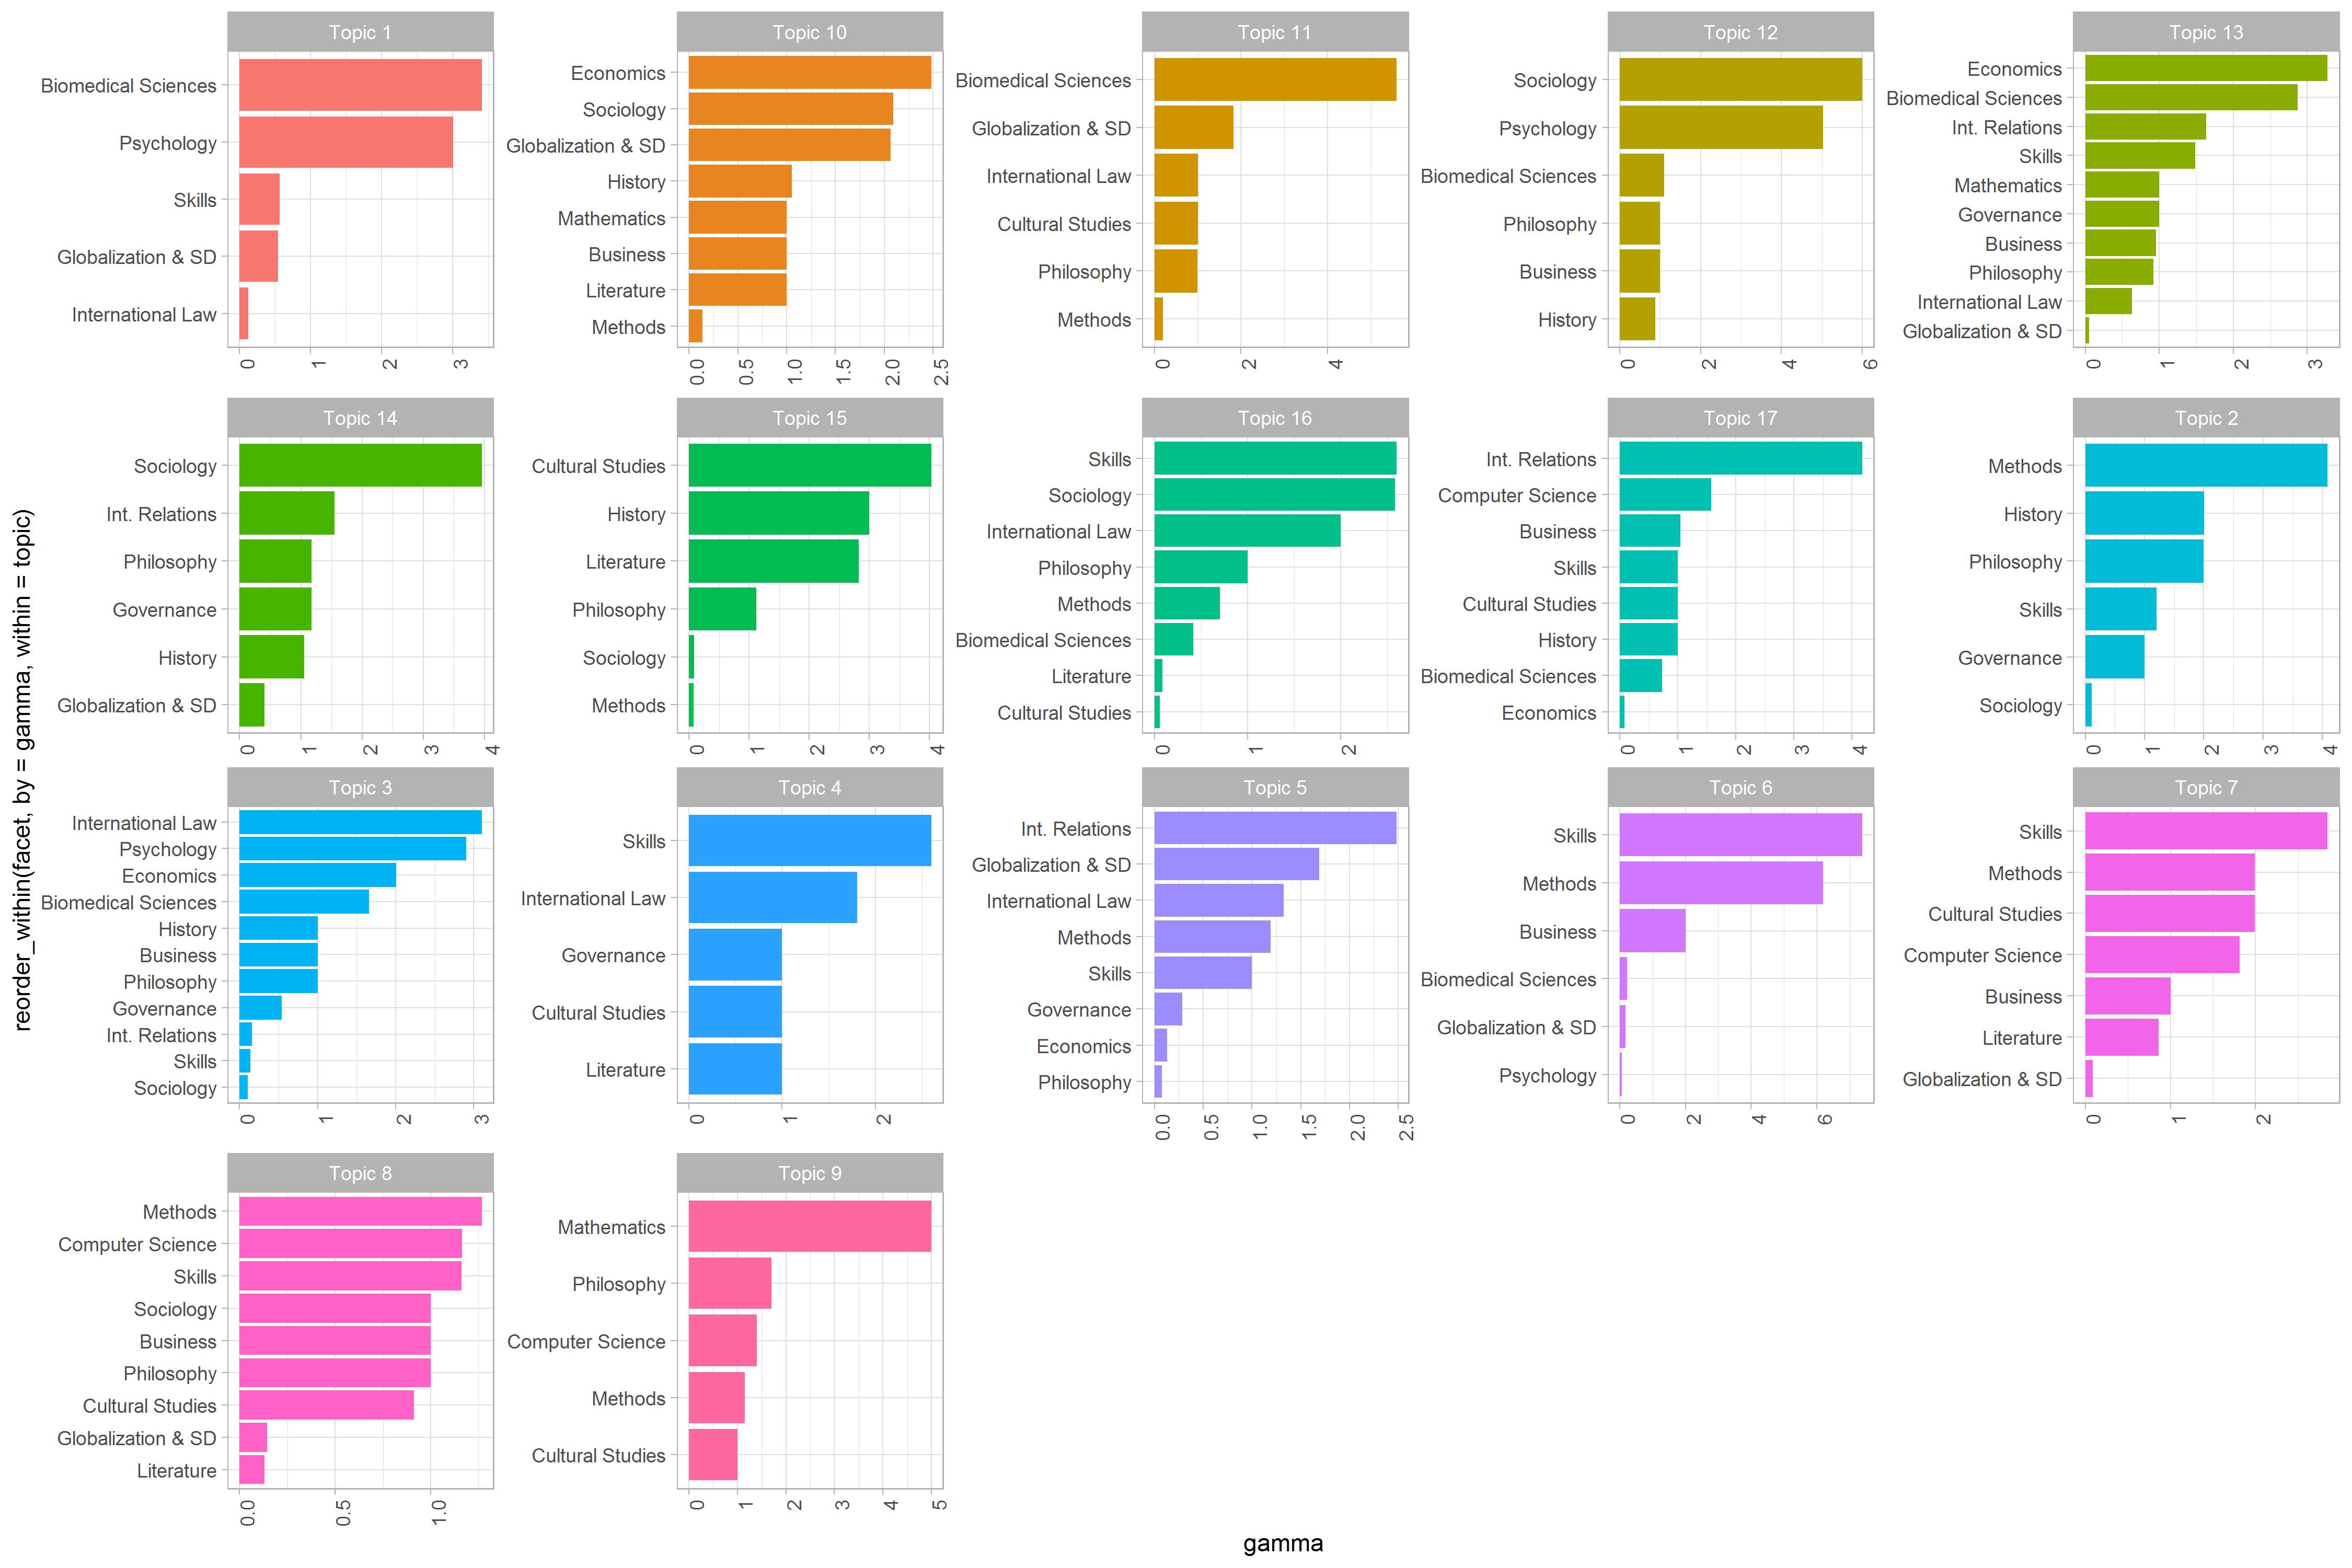 reorder_within(facet, by = gamma, within = topic)
Topic 1
Biomedical Sciences
Psychology
Skills
Globalization & SD
International Law
0 1 2 3
Topic 10
Economics
Sociology
Globalization & SD
History
Mathematics
Business
Literature
Methods
0.0 0.5 1.0 1.5 2.0 2.5
Topic 11
Biomedical Sciences
Globalization & SD
International Law
Cultural Studies
Philosophy
Methods
0 2 4
Topic 12
Sociology
Psychology
Biomedical Sciences
Philosophy
Business
History
0 2 4 6
Topic 13
Economics
Biomedical Sciences
Int. Relations
Skills
Mathematics
Governance
Business
Philosophy
International Law
Globalization & SD
0 1 2 3
Topic 14
Sociology
Int. Relations
Philosophy
Governance
History
Globalization & SD
0 1 2 3 4
Topic 15
Cultural Studies
History
Literature
Philosophy
Sociology
Methods
0 1 2 3 4
Topic 16
Skills
Sociology
International Law
Philosophy
Methods
Biomedical Sciences
Literature
Cultural Studies
0 1 2
Topic 17
Int. Relations
Computer Science
Business
Skills
Cultural Studies
History
Biomedical Sciences
Economics
0 1 2 3 4
Topic 2
Methods
History
Philosophy
Skills
Governance
Sociology
0 1 2 3 4
Topic 3
International Law
Psychology
Economics
Biomedical Sciences
History
Business
Philosophy
Governance
Int. Relations
Skills
Sociology
0 1 2 3
Topic 4
Skills
International Law
Governance
Cultural Studies
Literature
0 1 2
Topic 5
Int. Relations
Globalization & SD
International Law
Methods
Skills
Governance
Economics
Philosophy
0.0 0.5 1.0 1.5 2.0 2.5
Topic 6
Skills
Methods
Business
Biomedical Sciences
Globalization & SD
Psychology
0 2 4 6
Topic 7
Skills
Methods
Cultural Studies
Computer Science
Business
Literature
Globalization & SD
0 1 2
Topic 8
Methods
Computer Science
Skills
Sociology
Business
Philosophy
Cultural Studies
Globalization & SD
Literature
0.0 0.5 1.0
Topic 9
Mathematics
Philosophy
Computer Science
Methods
Cultural Studies
0 1 2 3 4 5
gamma